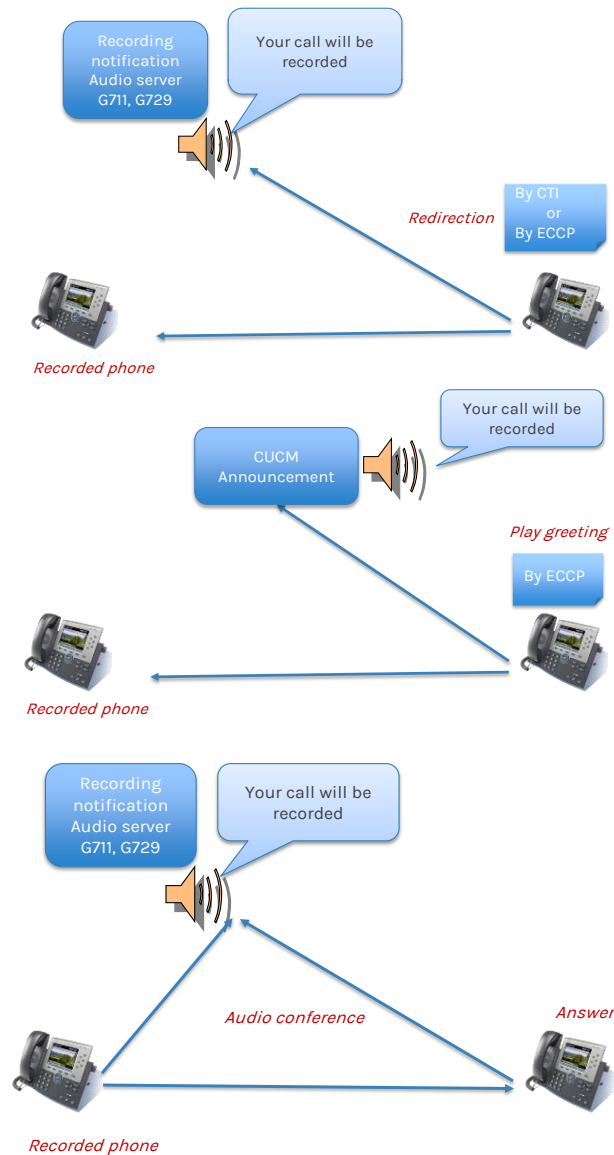 Recording
notification
Audio server
G711, G729
Your call will be
recorded
Redirection
By CTI
or
By ECCP
Recorded phone
Your call will be
recorded
CUCM
Announcement
Play greeting
By ECCP
Recorded phone
Recording
notification
Audio server
G711, G729
Your call will be
recorded
Audio conference
Answer
Recorded phone